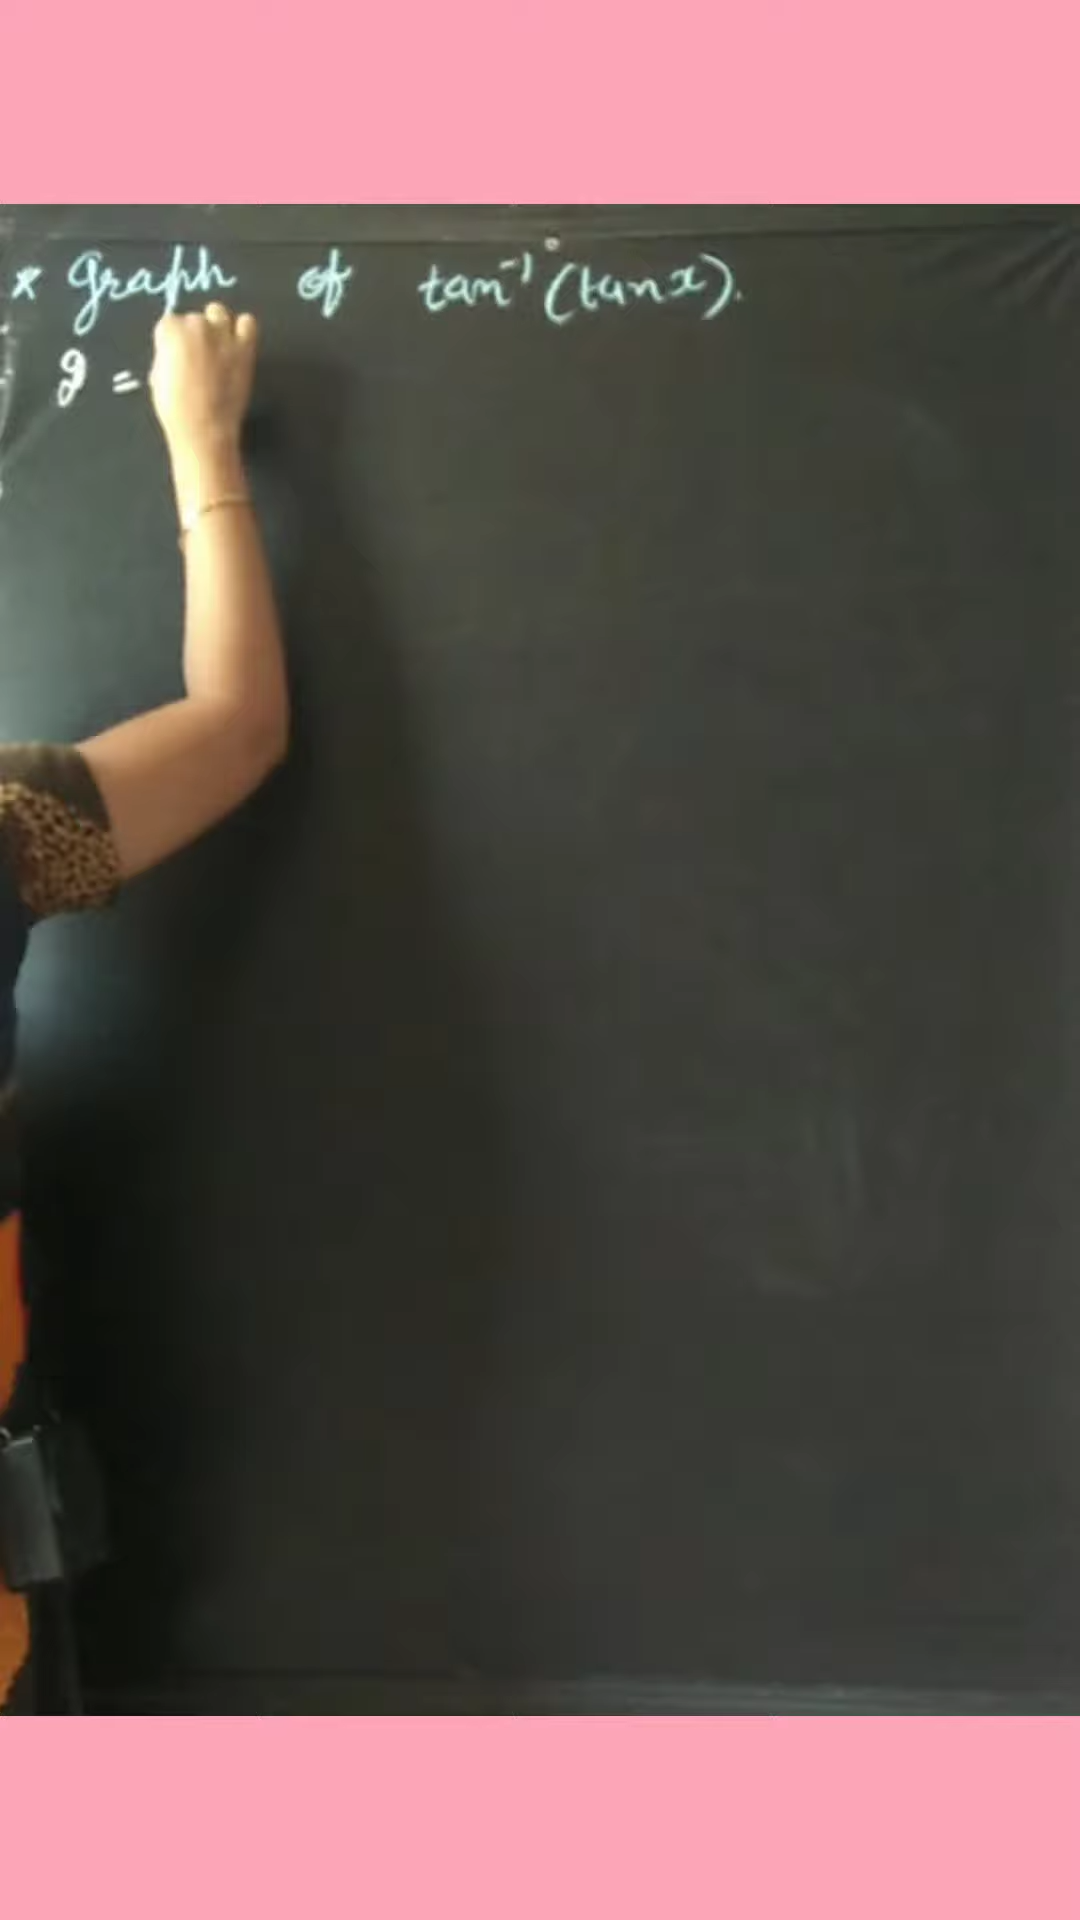 * Graph of tan⁻¹(tanx).
y =